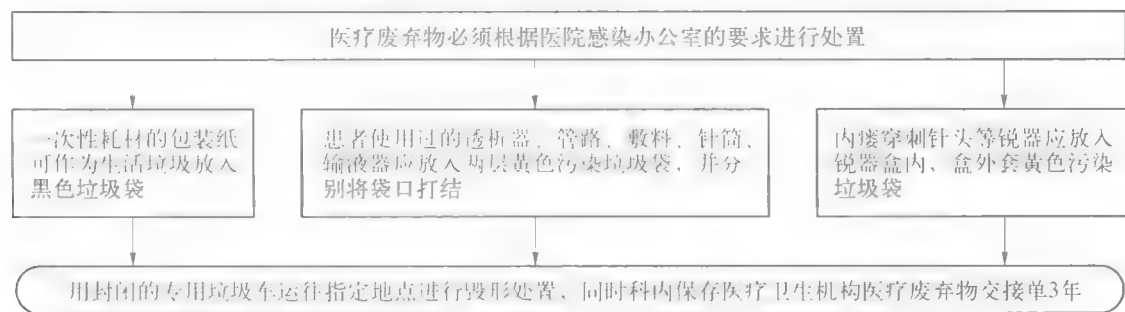 医疗废弃物必须根据医院感染办公室的要求进行处置
一次性耗材的包装纸
可作为生活垃圾放入
黑色垃圾袋
患者使用过的透析器、管路、敷料、针筒、
输液器应放入两层黄色污染垃圾袋，并分
别将袋口打结
内瘘穿刺针头等锐器应放入
锐器盒内，盒外套黄色污染
垃圾袋
用封闭的专用垃圾车运往指定地点进行毁形处置，同时科内保存医疗卫生机构医疗废弃物交接单3年